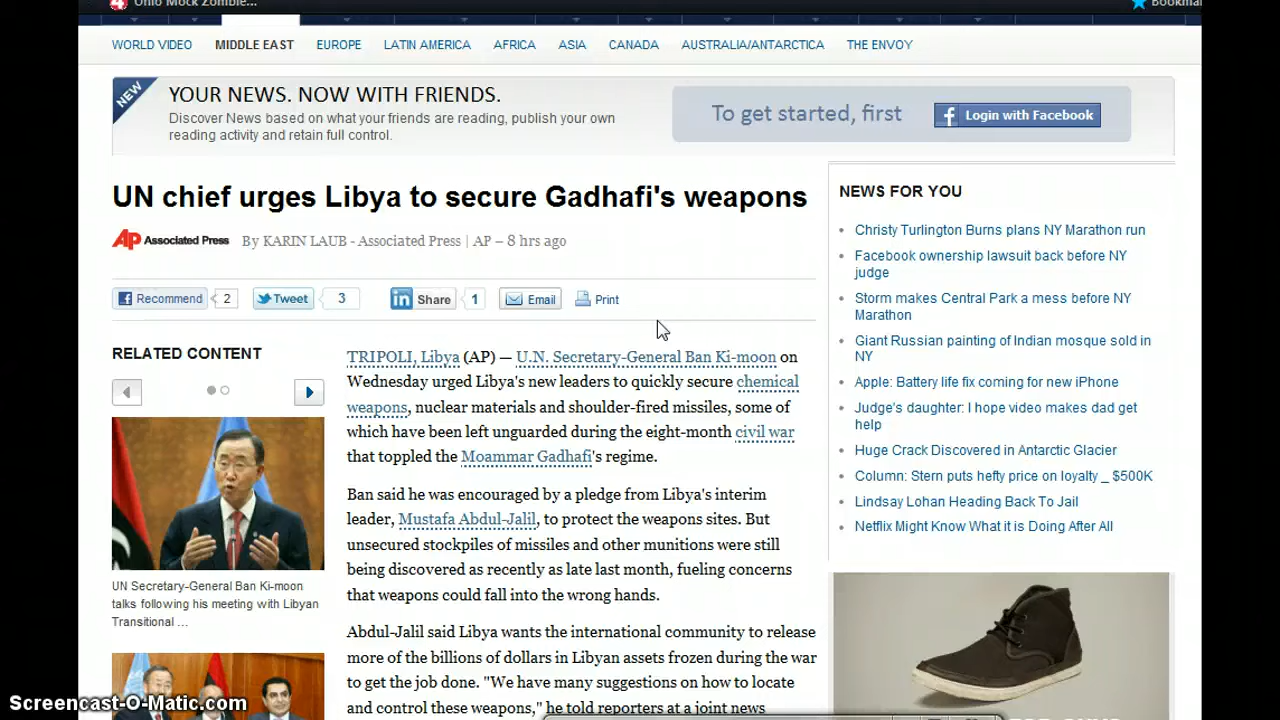 Ohio Mock Zombie...
WORLD VIDEO MIDDLE EAST EUROPE LATIN AMERICA AFRICA ASIA CANADA AUSTRALIA/ANTARCTICA THE ENVOY
NEW
YOUR NEWS. NOW WITH FRIENDS.
Discover News based on what your friends are reading, publish your own
reading activity and retain full control.
To get started, first
Login with Facebook
UN chief urges Libya to secure Gadhafi's weapons
AP Associated Press By KARIN LAUB - Associated Press | AP – 8 hrs ago
Recommend 2 Tweet 3 Share 1 Email Print
RELATED CONTENT
UN Secretary-General Ban Ki-moon
talks following his meeting with Libyan
Transitional ...
TRIPOLI, Libya (AP) — U.N. Secretary-General Ban Ki-moon on
Wednesday urged Libya's new leaders to quickly secure chemical
weapons, nuclear materials and shoulder-fired missiles, some of
which have been left unguarded during the eight-month civil war
that toppled the Moammar Gadhafi's regime.
Ban said he was encouraged by a pledge from Libya's interim
leader, Mustafa Abdul-Jalil, to protect the weapons sites. But
unsecured stockpiles of missiles and other munitions were still
being discovered as recently as late last month, fueling concerns
that weapons could fall into the wrong hands.
Abdul-Jalil said Libya wants the international community to release
more of the billions of dollars in Libyan assets frozen during the war
to get the job done. "We have many suggestions on how to locate
and control these weapons," he told reporters at a joint news
NEWS FOR YOU
Christy Turlington Burns plans NY Marathon run
Facebook ownership lawsuit back before NY
judge
Storm makes Central Park a mess before NY
Marathon
Giant Russian painting of Indian mosque sold in
NY
Apple: Battery life fix coming for new iPhone
Judge's daughter: I hope video makes dad get
help
Huge Crack Discovered in Antarctic Glacier
Column: Stern puts hefty price on loyalty _ $500K
Lindsay Lohan Heading Back To Jail
Netflix Might Know What it is Doing After All
Screencast-O-Matic.com